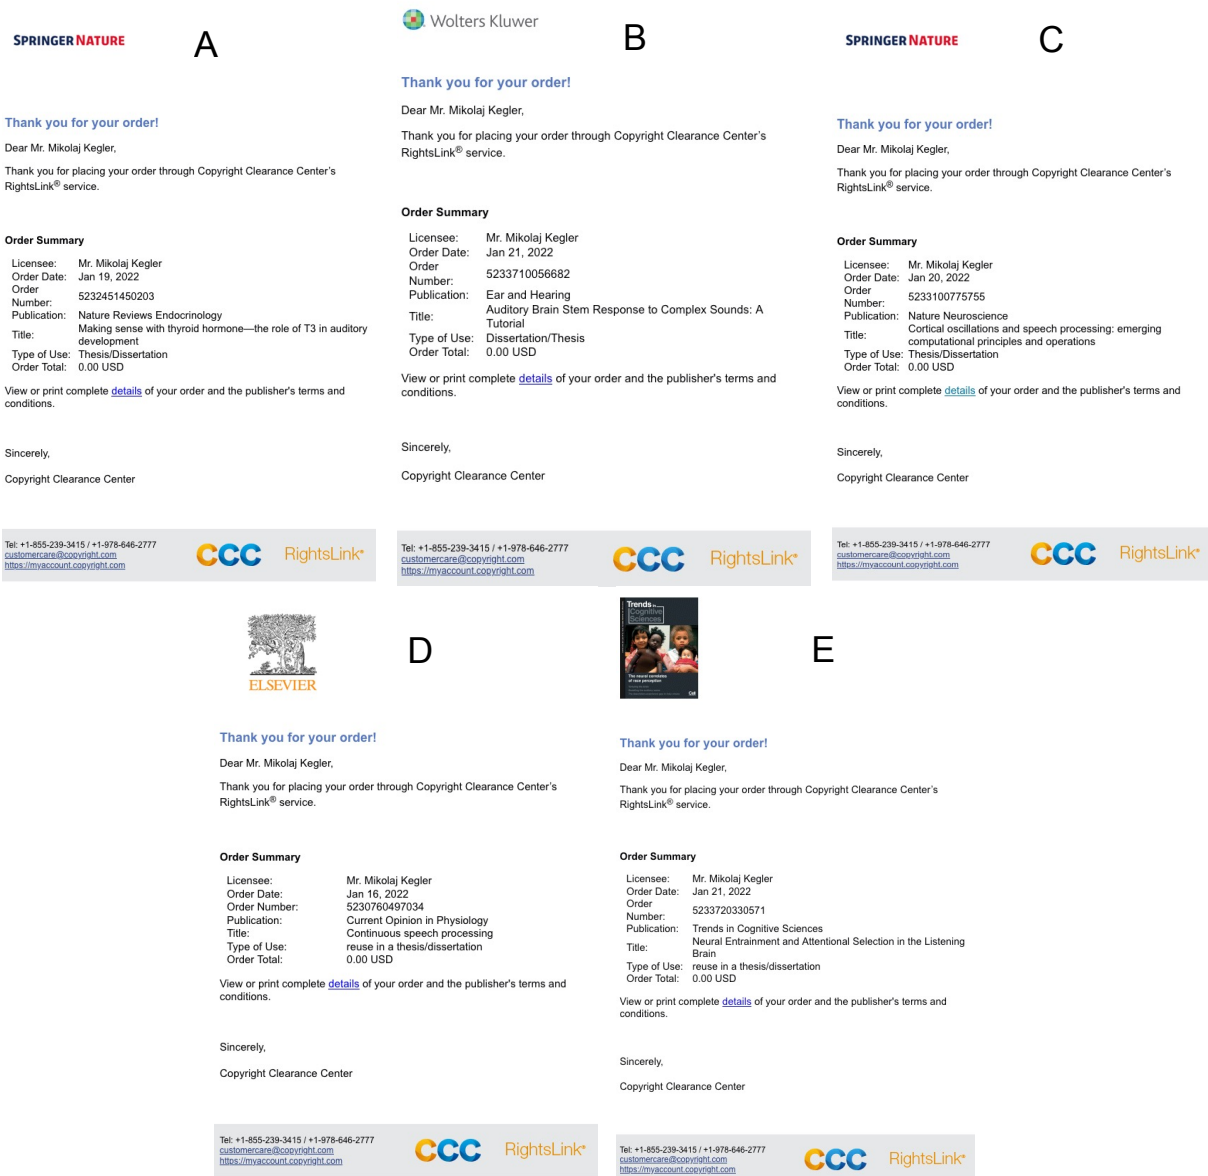 SPRINGER NATURE
A
Thank you for your order!
Dear Mr. Mikolaj Kegler,
Thank you for placing your order through Copyright Clearance Center's
RightsLink® service.
Order Summary
Licensee: Mr. Mikolaj Kegler
Order Date: Jan 19, 2022
Order
Number: 5232451450203
Publication: Nature Reviews Endocrinology
Title: Making sense with thyroid hormone—the role of T3 in auditory
development
Type of Use: Thesis/Dissertation
Order Total: 0.00 USD
View or print complete details of your order and the publisher's terms and
conditions.
Sincerely,
Copyright Clearance Center
Tel: +1-855-239-3415 / +1-978-646-2777
customercare@copyright.com
https://myaccount.copyright.com
CCC RightsLink®
Wolters Kluwer
B
Thank you for your order!
Dear Mr. Mikolaj Kegler,
Thank you for placing your order through Copyright Clearance Center's
RightsLink® service.
Order Summary
Licensee: Mr. Mikolaj Kegler
Order Date: Jan 21, 2022
Order
Number: 5233710056682
Publication: Ear and Hearing
Title: Auditory Brain Stem Response to Complex Sounds: A
Tutorial
Type of Use: Dissertation/Thesis
Order Total: 0.00 USD
View or print complete details of your order and the publisher's terms and
conditions.
Sincerely,
Copyright Clearance Center
Tel: +1-855-239-3415 / +1-978-646-2777
customercare@copyright.com
https://myaccount.copyright.com
CCC RightsLink®
SPRINGER NATURE
C
Thank you for your order!
Dear Mr. Mikolaj Kegler,
Thank you for placing your order through Copyright Clearance Center's
RightsLink® service.
Order Summary
Licensee: Mr. Mikolaj Kegler
Order Date: Jan 20, 2022
Order
Number: 5233100775755
Publication: Nature Neuroscience
Title: Cortical oscillations and speech processing: emerging
computational principles and operations
Type of Use: Thesis/Dissertation
Order Total: 0.00 USD
View or print complete details of your order and the publisher's terms and
conditions.
Sincerely,
Copyright Clearance Center
Tel: +1-855-239-3415 / +1-978-646-2777
customercare@copyright.com
https://myaccount.copyright.com
CCC RightsLink®
ELSEVIER
D
Thank you for your order!
Dear Mr. Mikolaj Kegler,
Thank you for placing your order through Copyright Clearance Center's
RightsLink® service.
Order Summary
Licensee: Mr. Mikolaj Kegler
Order Date: Jan 16, 2022
Order Number: 5230760497034
Publication: Current Opinion in Physiology
Title: Continuous speech processing
Type of Use: reuse in a thesis/dissertation
Order Total: 0.00 USD
View or print complete details of your order and the publisher's terms and
conditions.
Sincerely,
Copyright Clearance Center
Tel: +1-855-239-3415 / +1-978-646-2777
customercare@copyright.com
https://myaccount.copyright.com
CCC RightsLink®
Trends in
Cognitive
Sciences
The neural correlates
of race perception
Cell
E
Thank you for your order!
Dear Mr. Mikolaj Kegler,
Thank you for placing your order through Copyright Clearance Center's
RightsLink® service.
Order Summary
Licensee: Mr. Mikolaj Kegler
Order Date: Jan 21, 2022
Order
Number: 5233720330571
Publication: Trends in Cognitive Sciences
Title: Neural Entrainment and Attentional Selection in the Listening
Brain
Type of Use: reuse in a thesis/dissertation
Order Total: 0.00 USD
View or print complete details of your order and the publisher's terms and
conditions.
Sincerely,
Copyright Clearance Center
Tel: +1-855-239-3415 / +1-978-646-2777
customercare@copyright.com
https://myaccount.copyright.com
CCC RightsLink®